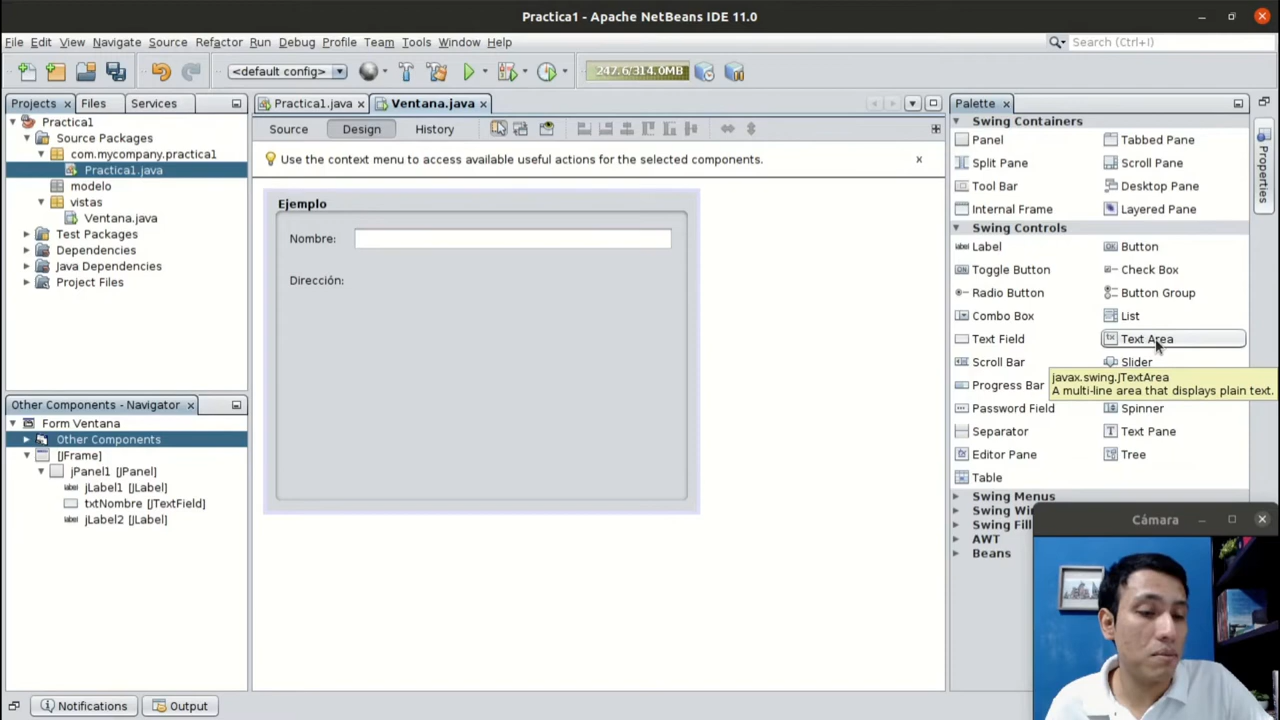 Practica1 - Apache NetBeans IDE 11.0
File Edit View Navigate Source Refactor Run Debug Profile Team Tools Window Help
Search (Ctrl+I)
<default config>
247.6/314.0MB
Projects Files Services
Practica1
Source Packages
com.mycompany.practica1
Practica1.java
modelo
vistas
Ventana.java
Test Packages
Dependencies
Java Dependencies
Project Files
Other Components - Navigator
Form Ventana
Other Components
[JFrame]
jPanel1 [JPanel]
jLabel1 [JLabel]
txtNombre [JTextField]
jLabel2 [JLabel]
Practica1.java Ventana.java
Source Design History
Use the context menu to access available useful actions for the selected components.
Ejemplo
Nombre:
Dirección:
Palette
Swing Containers
Panel Tabbed Pane
Split Pane Scroll Pane
Tool Bar Desktop Pane
Internal Frame Layered Pane
Swing Controls
Label Button
Toggle Button Check Box
Radio Button Button Group
Combo Box List
Text Field Text Area
Scroll Bar Slider
Progress Bar
javax.swing.JTextArea
A multi-line area that displays plain text.
Password Field Spinner
Separator Text Pane
Editor Pane Tree
Table
Swing Menus
Swing Wi
Swing Fil
AWT
Beans
Properties
Cámara
Notifications Output